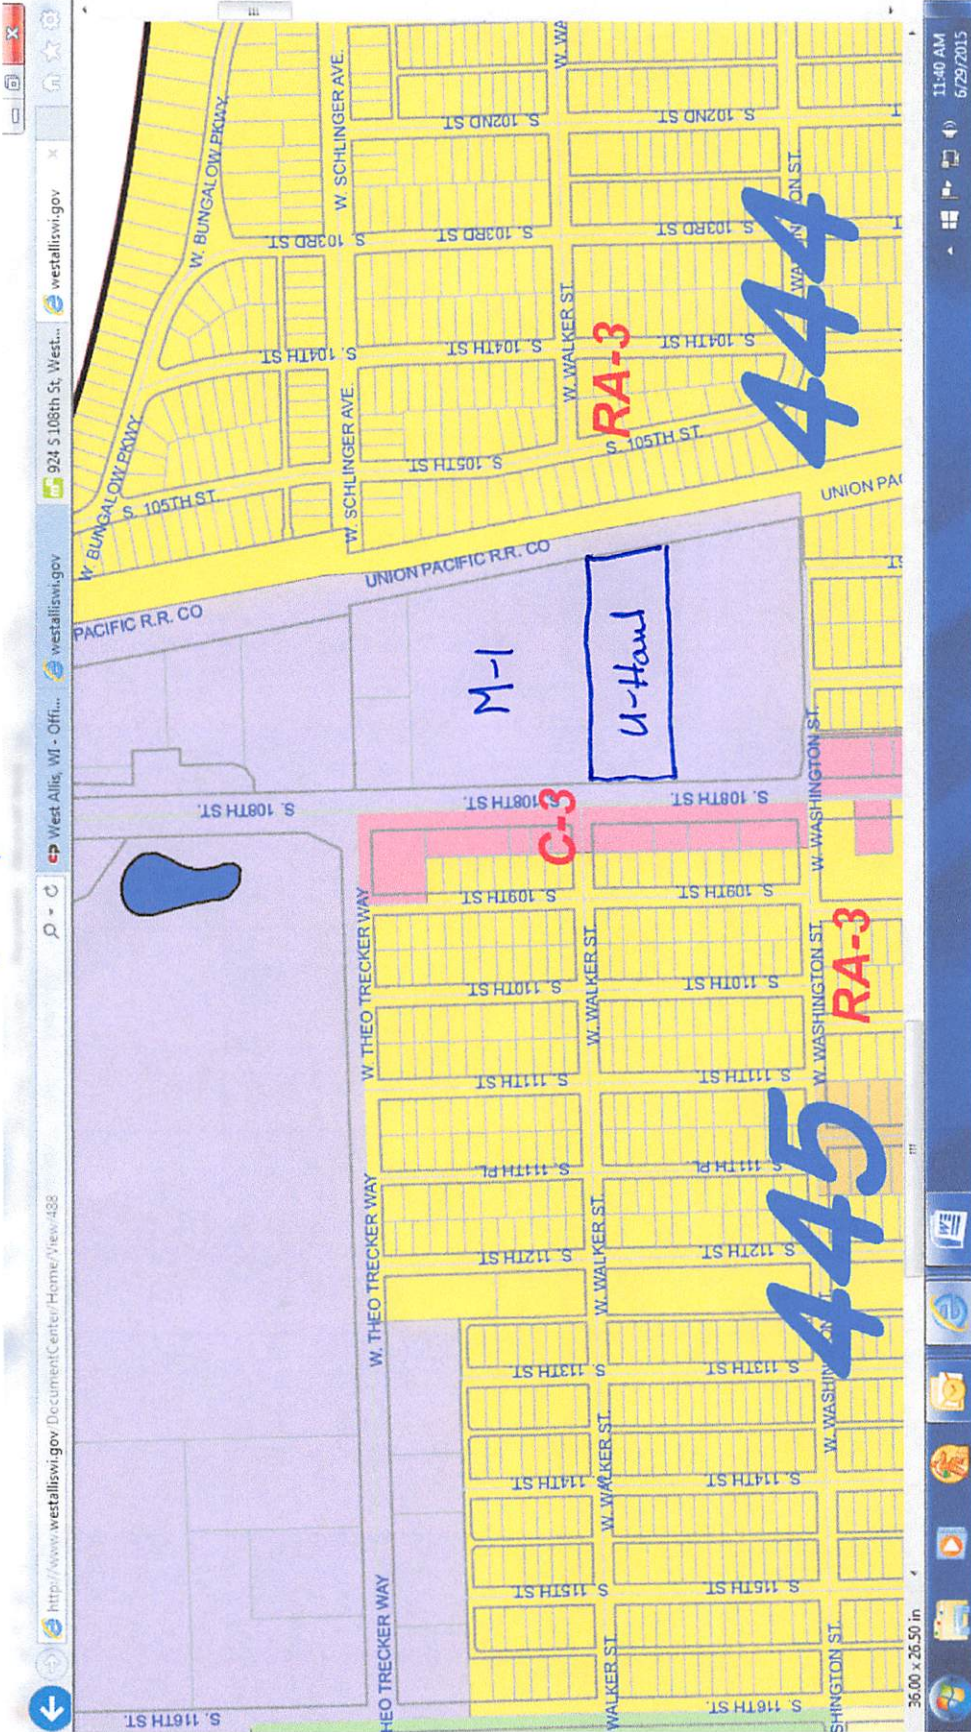 http://www.westalliswi.gov/DocumentCenter/Home/View/488
West Allis, WI - Offi...
westalliswi.gov
924 S 108th St, West...
westalliswi.gov
W. BUNGALOW PKWY.
W. BUNGALOW PKWY.
S. 105TH ST.
W. SCHLINGER AVE.
W. SCHLINGER AVE.
S. 102ND ST.
S. 102ND ST.
S. 103RD ST.
S. 103RD ST.
S. 103RD ST.
S. 104TH ST.
S. 104TH ST.
S. 104TH ST.
S. 105TH ST.
S. 105TH ST.
W. WA
W. WALKER ST.
RA-3
444
PACIFIC R.R. CO
UNION PACIFIC R.R. CO
UNION PAC
M-1
U-Haul
S. 108TH ST.
S. 108TH ST.
S. 108TH ST.
C-3
W. THEO TRECKER WAY
W. THEO TRECKER WAY
HEO TRECKER WAY
S. 109TH ST.
S. 109TH ST.
S. 110TH ST.
S. 110TH ST.
S. 111TH ST.
S. 111TH ST.
S. 111TH PL.
S. 111TH PL.
S. 112TH ST.
S. 112TH ST.
S. 113TH ST.
S. 113TH ST.
S. 114TH ST.
S. 114TH ST.
S. 115TH ST.
S. 115TH ST.
S. 116TH ST.
S. 116TH ST.
W. WALKER ST.
W. WALKER ST.
W. WALKER ST.
WALKER ST.
W. WASHINGTON ST.
W. WASHINGTON ST.
SHINGTON ST.
RA-3
445
36.00 x 26.50 in
11:40 AM
6/29/2015